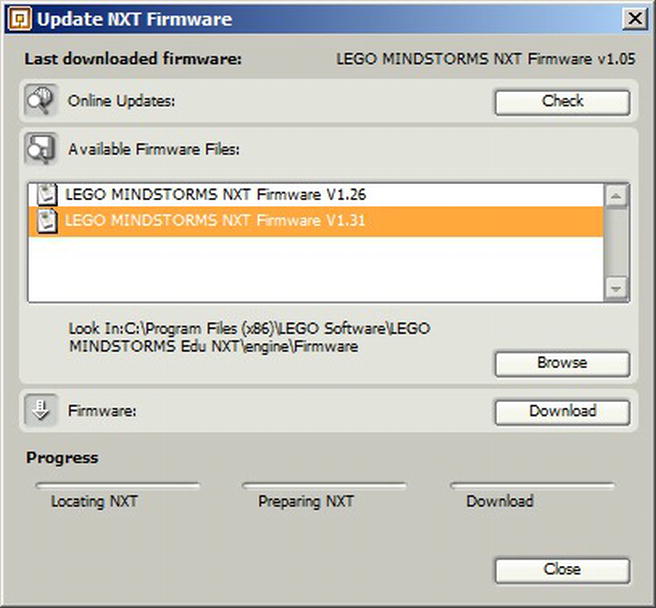 Update NXT Firmware
Last downloaded firmware: LEGO MINDSTORMS NXT Firmware v1.05
Online Updates: Check
Available Firmware Files:
LEGO MINDSTORMS NXT Firmware V1.26
LEGO MINDSTORMS NXT Firmware V1.31
Look In:C:\Program Files (x86)\LEGO Software\LEGO
MINDSTORMS Edu NXT\engine\Firmware
Browse
Firmware: Download
Progress
Locating NXT Preparing NXT Download
Close